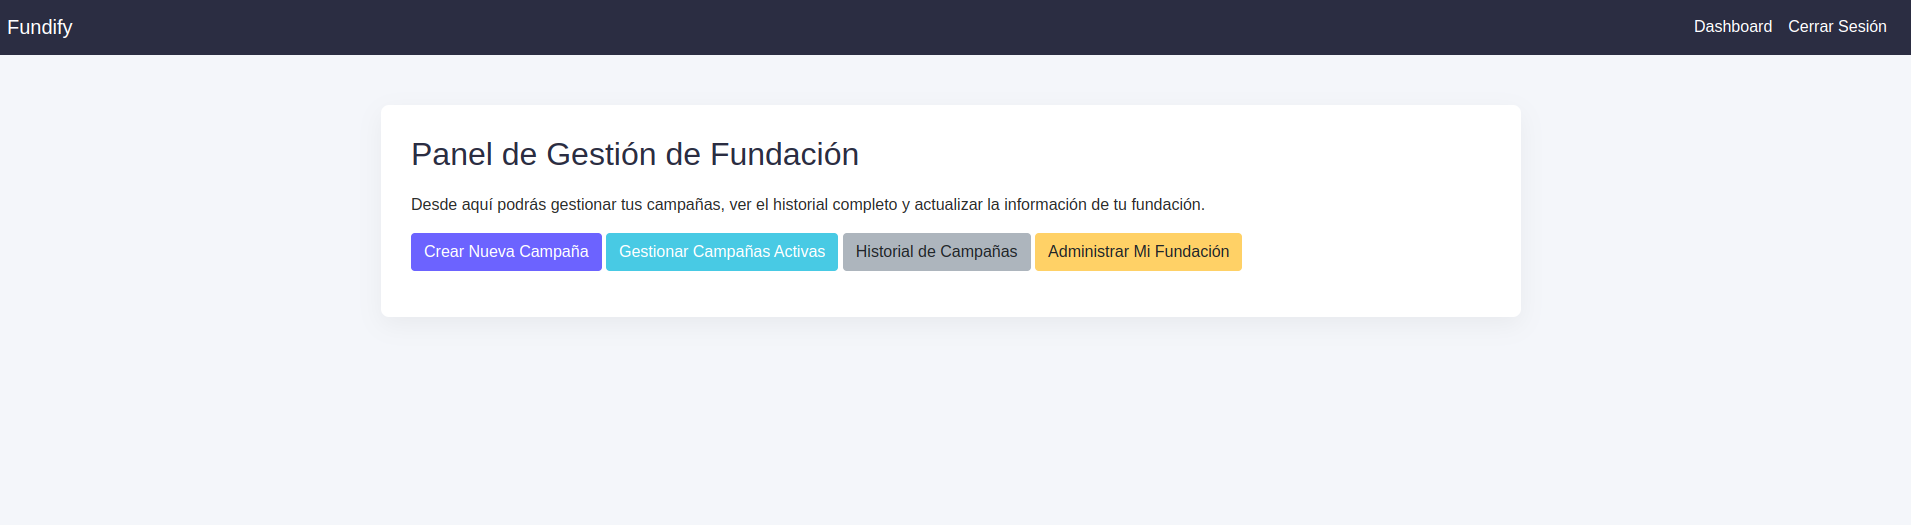 Fundify
Dashboard Cerrar Sesión
Panel de Gestión de Fundación
Desde aquí podrás gestionar tus campañas, ver el historial completo y actualizar la información de tu fundación.
Crear Nueva Campaña Gestionar Campañas Activas Historial de Campañas Administrar Mi Fundación